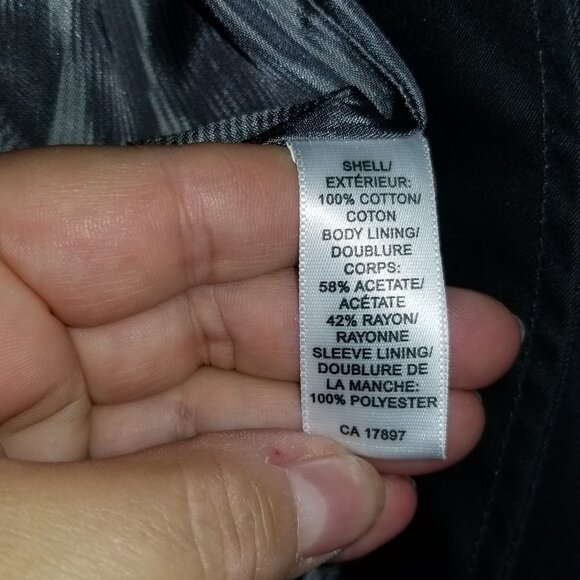 SHELL/
EXTÉRIEUR:
100% COTTON/
COTON
BODY LINING/
DOUBLURE
CORPS:
58% ACETATE/
ACÉTATE
42% RAYON/
RAYONNE
SLEEVE LINING/
DOUBLURE DE
LA MANCHE:
100% POLYESTER
CA 17897